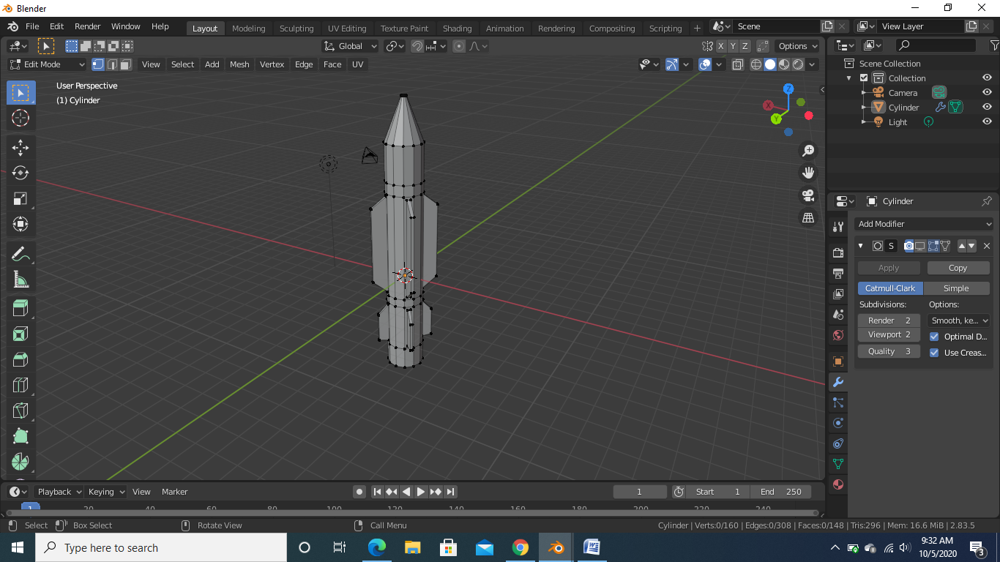 Blender
File Edit Render Window Help Layout Modeling Sculpting UV Editing Texture Paint Shading Animation Rendering Compositing Scripting + Scene View Layer
Global X Y Z Options
Edit Mode View Select Add Mesh Vertex Edge Face UV
User Perspective
(1) Cylinder
Z
X
Y
Scene Collection
Collection
Camera
Cylinder
Light
Cylinder
Add Modifier
S
Apply Copy
Catmull-Clark Simple
Subdivisions: Options:
Render 2 Smooth, ke...
Viewport 2 Optimal D...
Quality 3 Use Creas...
Playback Keying View Marker 1 Start 1 End 250
1 20 40 60 80 100 120 140 160 180 200 220 240
Select Box Select Rotate View Call Menu Cylinder | Verts:0/160 | Edges:0/308 | Faces:0/148 | Tris:296 | Mem: 16.6 MiB | 2.83.5
Type here to search
9:32 AM
10/5/2020
3